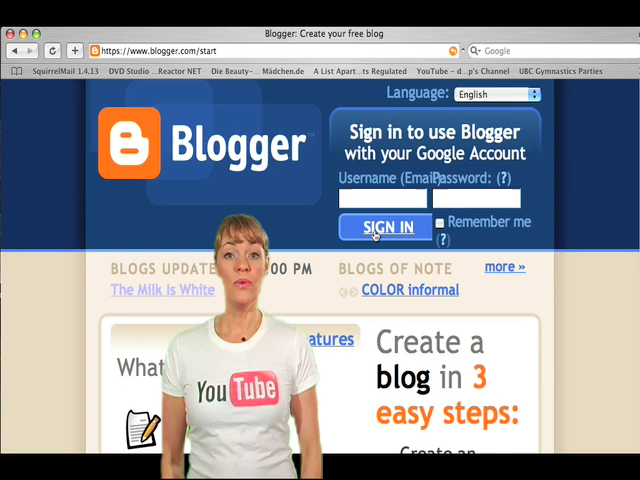 Blogger: Create your free blog
https://www.blogger.com/start
Google
SquirrelMail 1.4.13 DVD Studio ...Reactor NET Die Beauty-... Mädchen.de A List Apart...ts Regulated YouTube - d...p's Channel UBC Gymnastics Parties
Language: English
Blogger™
Sign in to use Blogger
with your Google Account
Username (Email Password: (?)
SIGN IN
Remember me
(?)
BLOGS UPDATE 00 PM
The Milk Is White
BLOGS OF NOTE more »
COLOR informal
What
atures
Create a
blog in 3
easy steps:
YouTube